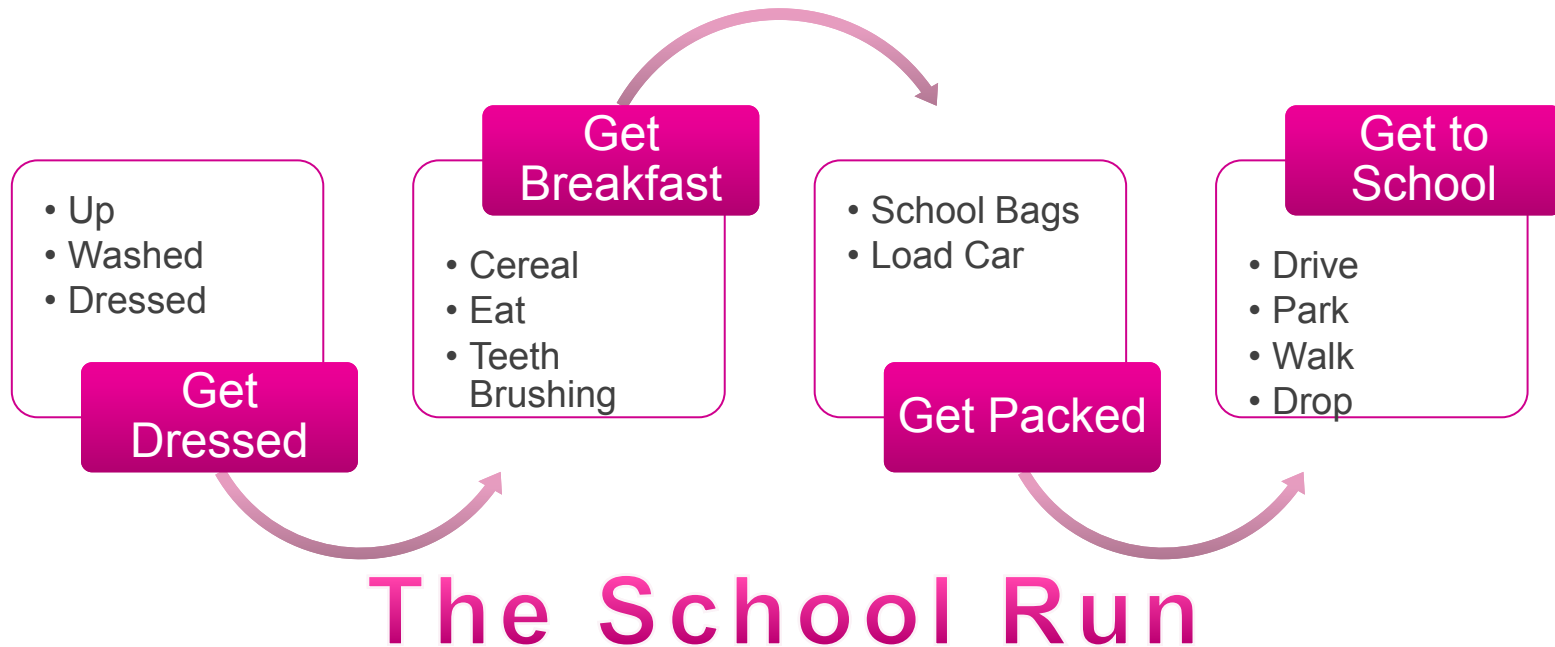 • Up
• Washed
• Dressed
Get
Dressed
Get
Breakfast
• Cereal
• Eat
• Teeth
Brushing
• School Bags
• Load Car
Get Packed
Get to
School
• Drive
• Park
• Walk
• Drop
The School Run